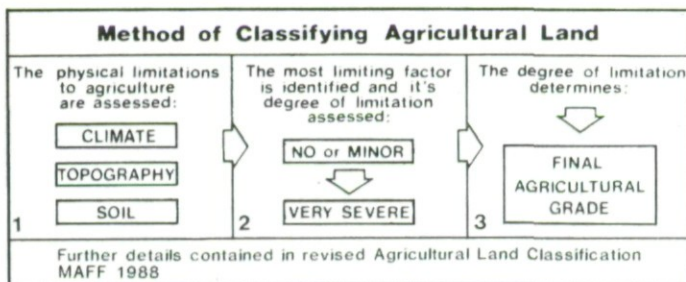 Method of Classifying Agricultural Land
The physical limitations
to agriculture
are assessed:
CLIMATE
TOPOGRAPHY
SOIL
1
The most limiting factor
is identified and it's
degree of limitation
assessed:
NO or MINOR
VERY SEVERE
2
The degree of limitation
determines:
FINAL
AGRICULTURAL
GRADE
3
Further details contained in revised Agricultural Land Classification
MAFF 1988